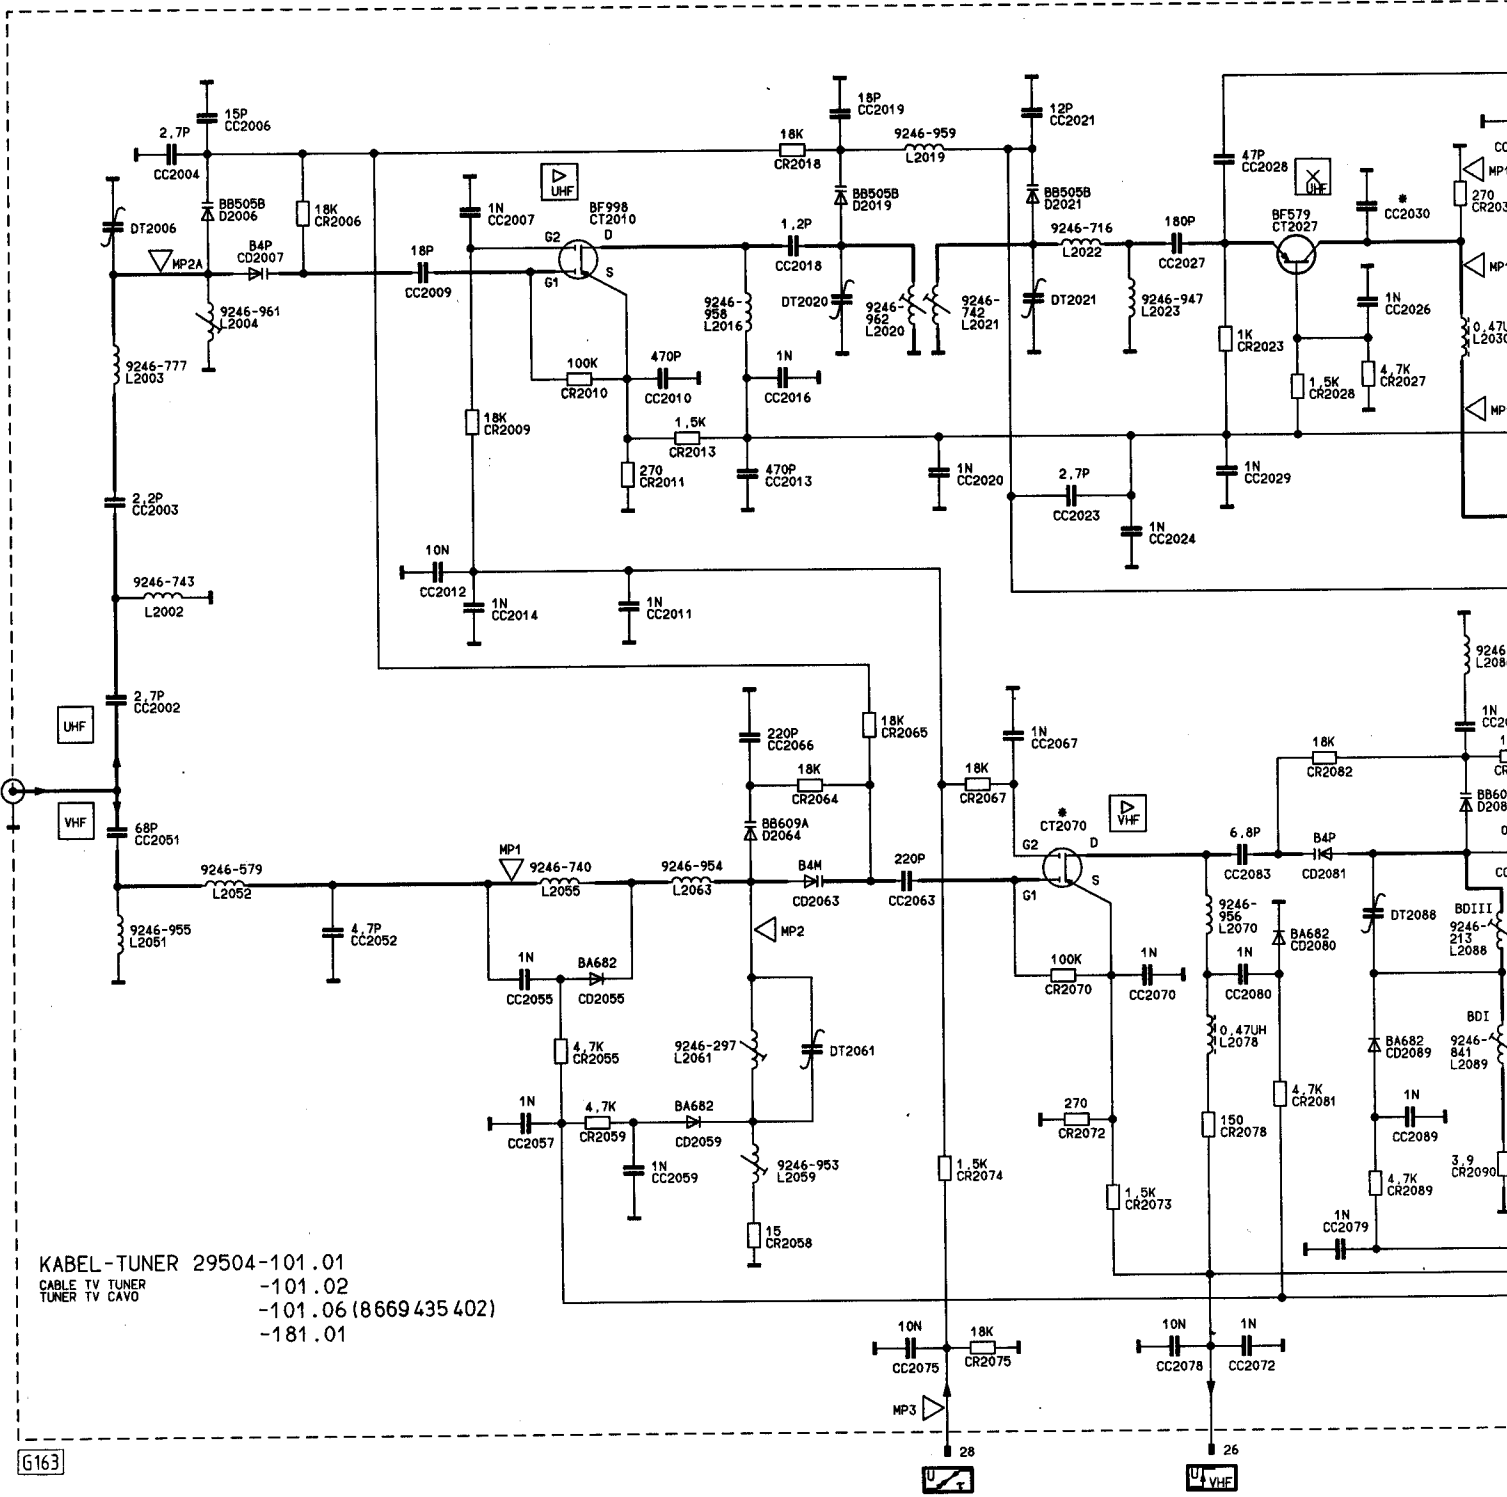 15P
CC2006
2,7P
CC2004
DT2006
BB505B
D2006
18K
CR2006
MP2A
B4P
CD2007
9246-961
L2004
9246-777
L2003
18P
CC2009
1N
CC2007
UHF
BF998
CT2010
G2
D
S
G1
100K
CR2010
470P
CC2010
18K
CR2009
1,5K
CR2013
270
CR2011
9246-
958
L2016
1N
CC2016
470P
CC2013
18K
CR2018
18P
CC2019
9246-959
L2019
BB505B
D2019
1,2P
CC2018
DT2020
9246-
962
L2020
9246-
742
L2021
12P
CC2021
BB505B
D2021
9246-716
L2022
DT2021
180P
CC2027
9246-947
L2023
47P
CC2028
UHF
BF579
CT2027
*
CC2030
270
MP1
1N
CC2026
1K
CR2023
1,5K
CR2028
4,7K
CR2027
1N
CC2020
2,7P
CC2023
1N
CC2024
1N
CC2029
2,2P
CC2003
9246-743
L2002
10N
CC2012
1N
CC2014
1N
CC2011
2,7P
CC2002
UHF
VHF
68P
CC2051
9246-579
L2052
9246-955
L2051
4,7P
CC2052
MP1
9246-740
L2055
9246-954
L2063
1N
CC2055
BA682
CD2055
4,7K
CR2055
1N
CC2057
4,7K
CR2059
BA682
CD2059
1N
CC2059
220P
CC2066
18K
CR2064
18K
CR2065
BB609A
D2064
B4M
CD2063
220P
CC2063
MP2
9246-297
L2061
DT2061
9246-953
L2059
15
CR2058
1N
CC2067
18K
CR2067
*
CT2070
VHF
G2
D
S
G1
100K
CR2070
1N
CC2070
270
CR2072
1,5K
CR2074
1,5K
CR2073
6,8P
CC2083
B4P
CD2081
18K
CR2082
9246-
956
L2070
BA682
CD2080
1N
CC2080
0,47UH
L2078
150
CR2078
4,7K
CR2081
DT2088
BDIII
9246-
213
L2088
BDI
9246-
841
L2089
BA682
CD2089
1N
CC2089
4,7K
CR2089
3,9
CR2090
1N
CC2079
KABEL-TUNER 29504-101.01
CABLE TV TUNER -101.02
TUNER TV CAVO
-101.06(8669 435 402)
-181.01
10N
CC2075
18K
CR2075
10N
CC2078
1N
CC2072
MP3
28
26
U τ
U VHF
G163